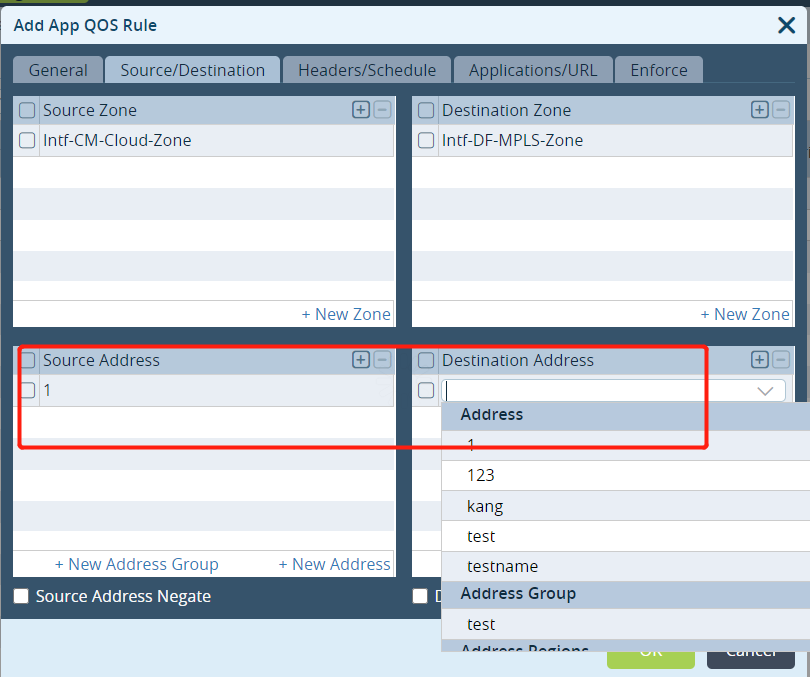 Add App QOS Rule
General Source/Destination Headers/Schedule Applications/URL Enforce
Source Zone
Intf-CM-Cloud-Zone
+ New Zone
Destination Zone
Intf-DF-MPLS-Zone
+ New Zone
Source Address
1
+ New Address Group + New Address
Source Address Negate
Destination Address
Address
1
123
kang
test
testname
Address Group
test
Address Regions
OK Cancel